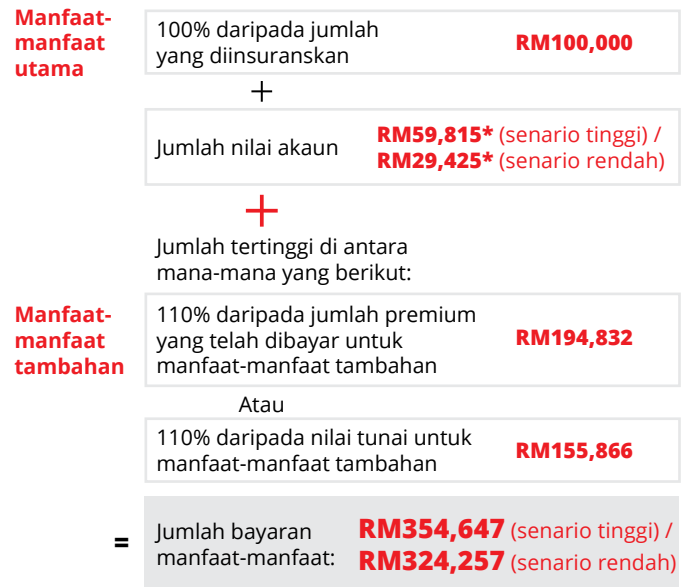 Manfaat-
manfaat
utama
100% daripada jumlah
yang diinsuranskan
RM100,000
+
Jumlah nilai akaun
RM59,815* (senario tinggi) /
RM29,425* (senario rendah)
+
Jumlah tertinggi di antara
mana-mana yang berikut:
Manfaat-
manfaat
tambahan
110% daripada jumlah premium
yang telah dibayar untuk
manfaat-manfaat tambahan
RM194,832
Atau
110% daripada nilai tunai untuk
manfaat-manfaat tambahan
RM155,866
=
Jumlah bayaran
manfaat-manfaat:
RM354,647 (senario tinggi) /
RM324,257 (senario rendah)